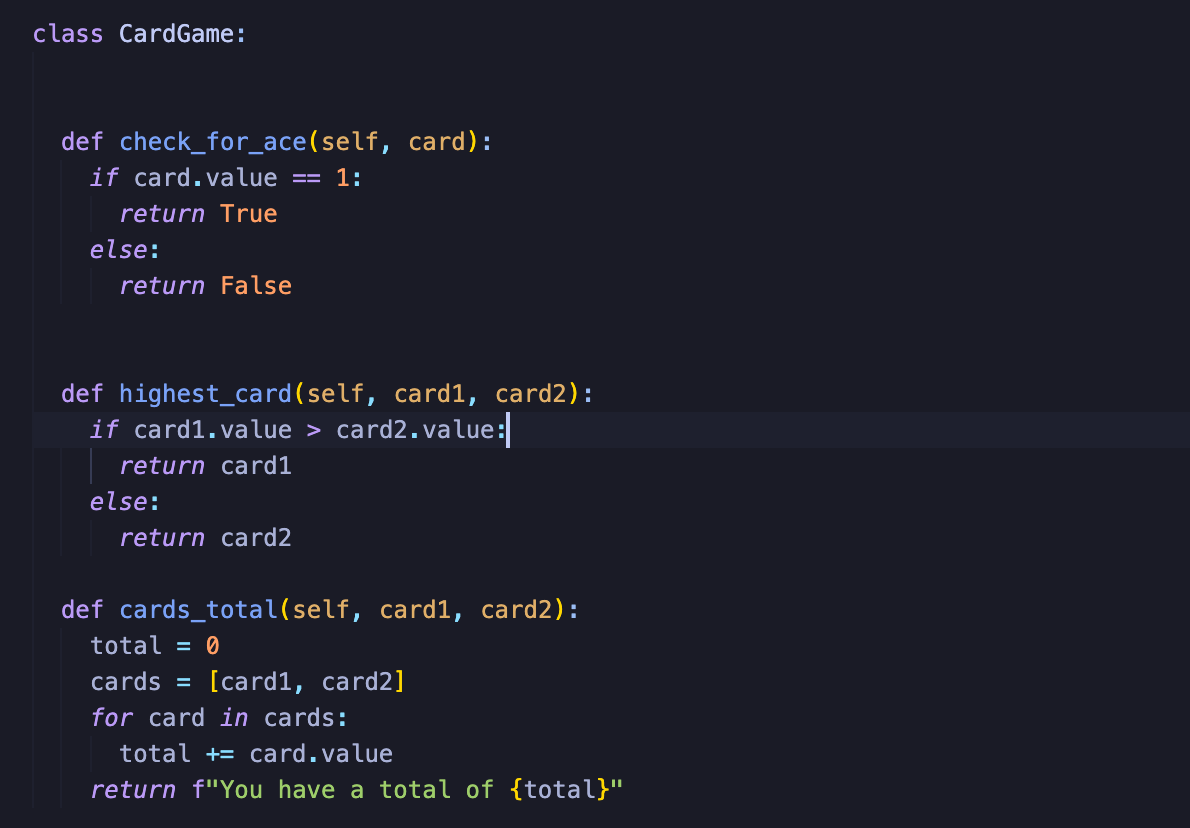 class CardGame:
  def check_for_ace(self, card):
    if card.value == 1:
      return True
    else:
      return False
  def highest_card(self, card1, card2):
    if card1.value > card2.value:
      return card1
    else:
      return card2
  def cards_total(self, card1, card2):
    total = 0
    cards = [card1, card2]
    for card in cards:
      total += card.value
    return f"You have a total of {total}"